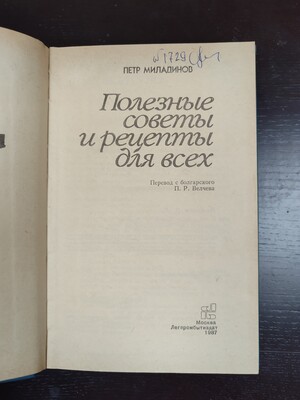 ПЕТР МИЛАДИНОВ
Полезные
советы
и рецепты
для всех
Перевод с болгарского
П. Р. Велчева
Москва
Легпромбытиздат
1987